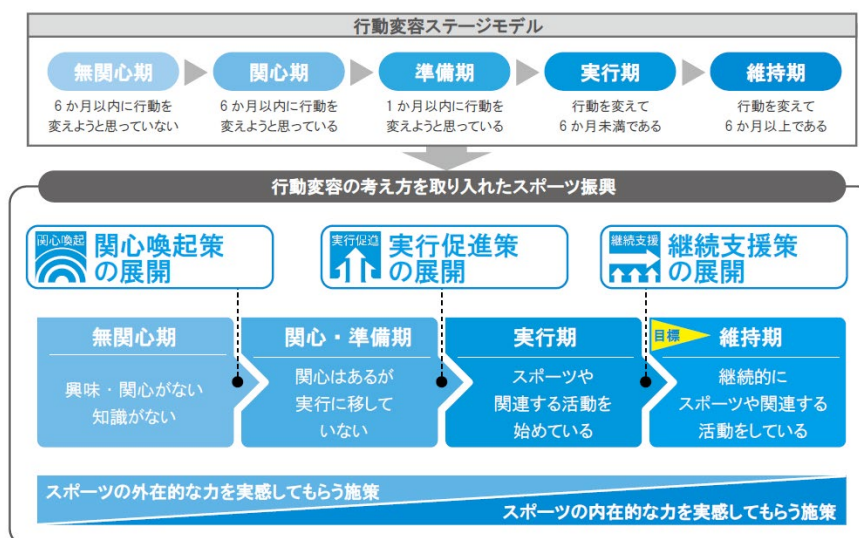 行動変容ステージモデル
無関心期
関心期
準備期
実行期
維持期
6か月以内に行動を
変えようと思っていない
6か月以内に行動を
変えようと思っている
1か月以内に行動を
変えようと思っている
行動を変えて
6か月未満である
行動を変えて
6か月以上である
行動変容の考え方を取り入れたスポーツ振興
関心喚起
関心喚起策
の展開
実行促進
実行促進策
の展開
継続支援
継続支援策
の展開
無関心期
興味・関心がない
知識がない
関心・準備期
関心はあるが
実行に移して
いない
実行期
スポーツや
関連する活動を
始めている
目標
維持期
継続的に
スポーツや関連する
活動をしている
スポーツの外在的な力を実感してもらう施策
スポーツの内在的な力を実感してもらう施策